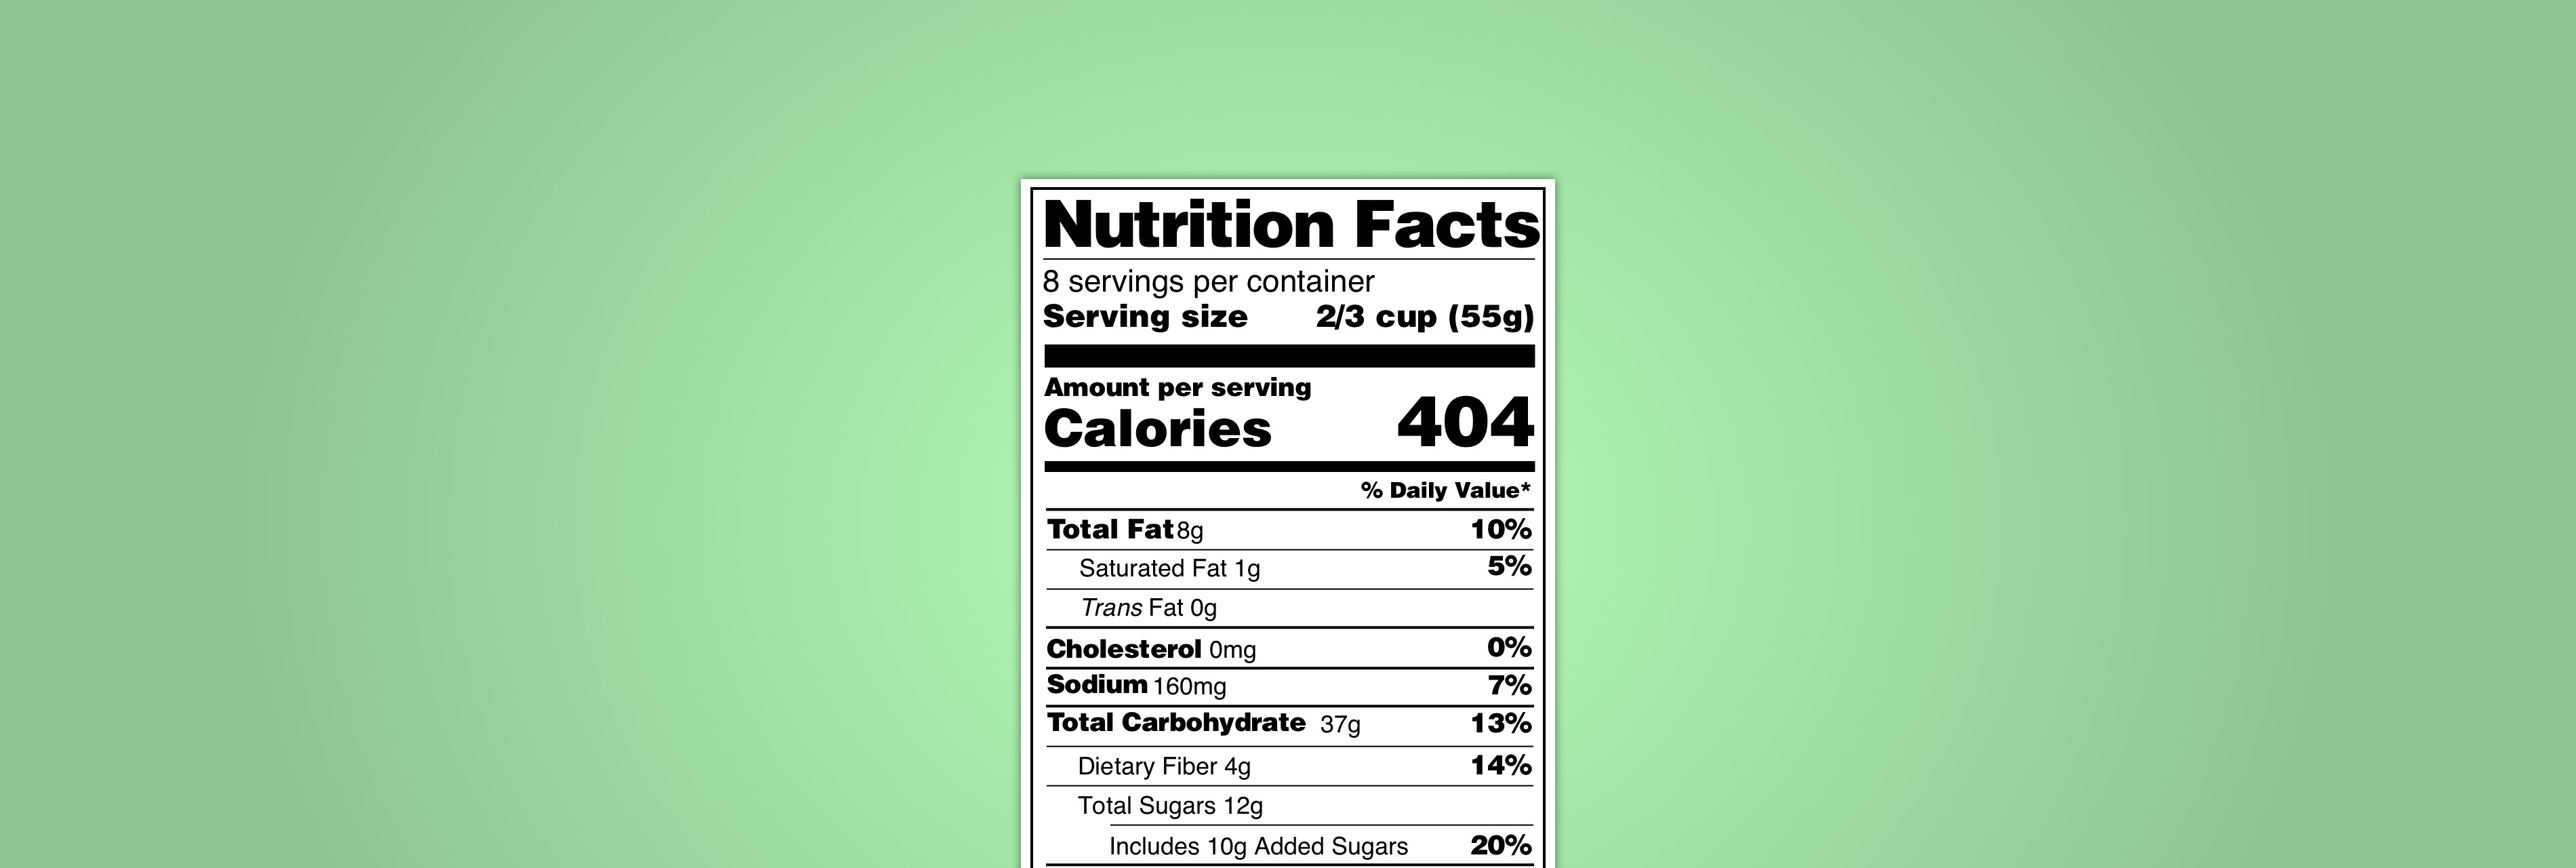 Nutrition Facts
8 servings per container
Serving size 2/3 cup (55g)
Amount per serving
Calories 404
% Daily Value*
Total Fat 8g 10%
Saturated Fat 1g 5%
Trans Fat 0g
Cholesterol 0mg 0%
Sodium 160mg 7%
Total Carbohydrate 37g 13%
Dietary Fiber 4g 14%
Total Sugars 12g
Includes 10g Added Sugars 20%